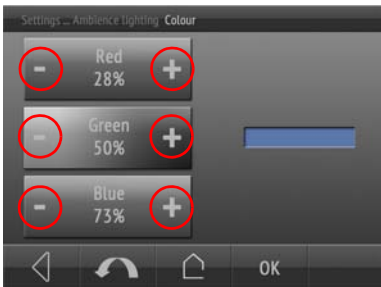 Settings ... Ambience lighting Colour
Red
- 28% +
Green
- 50% +
Blue
- 73% +
OK